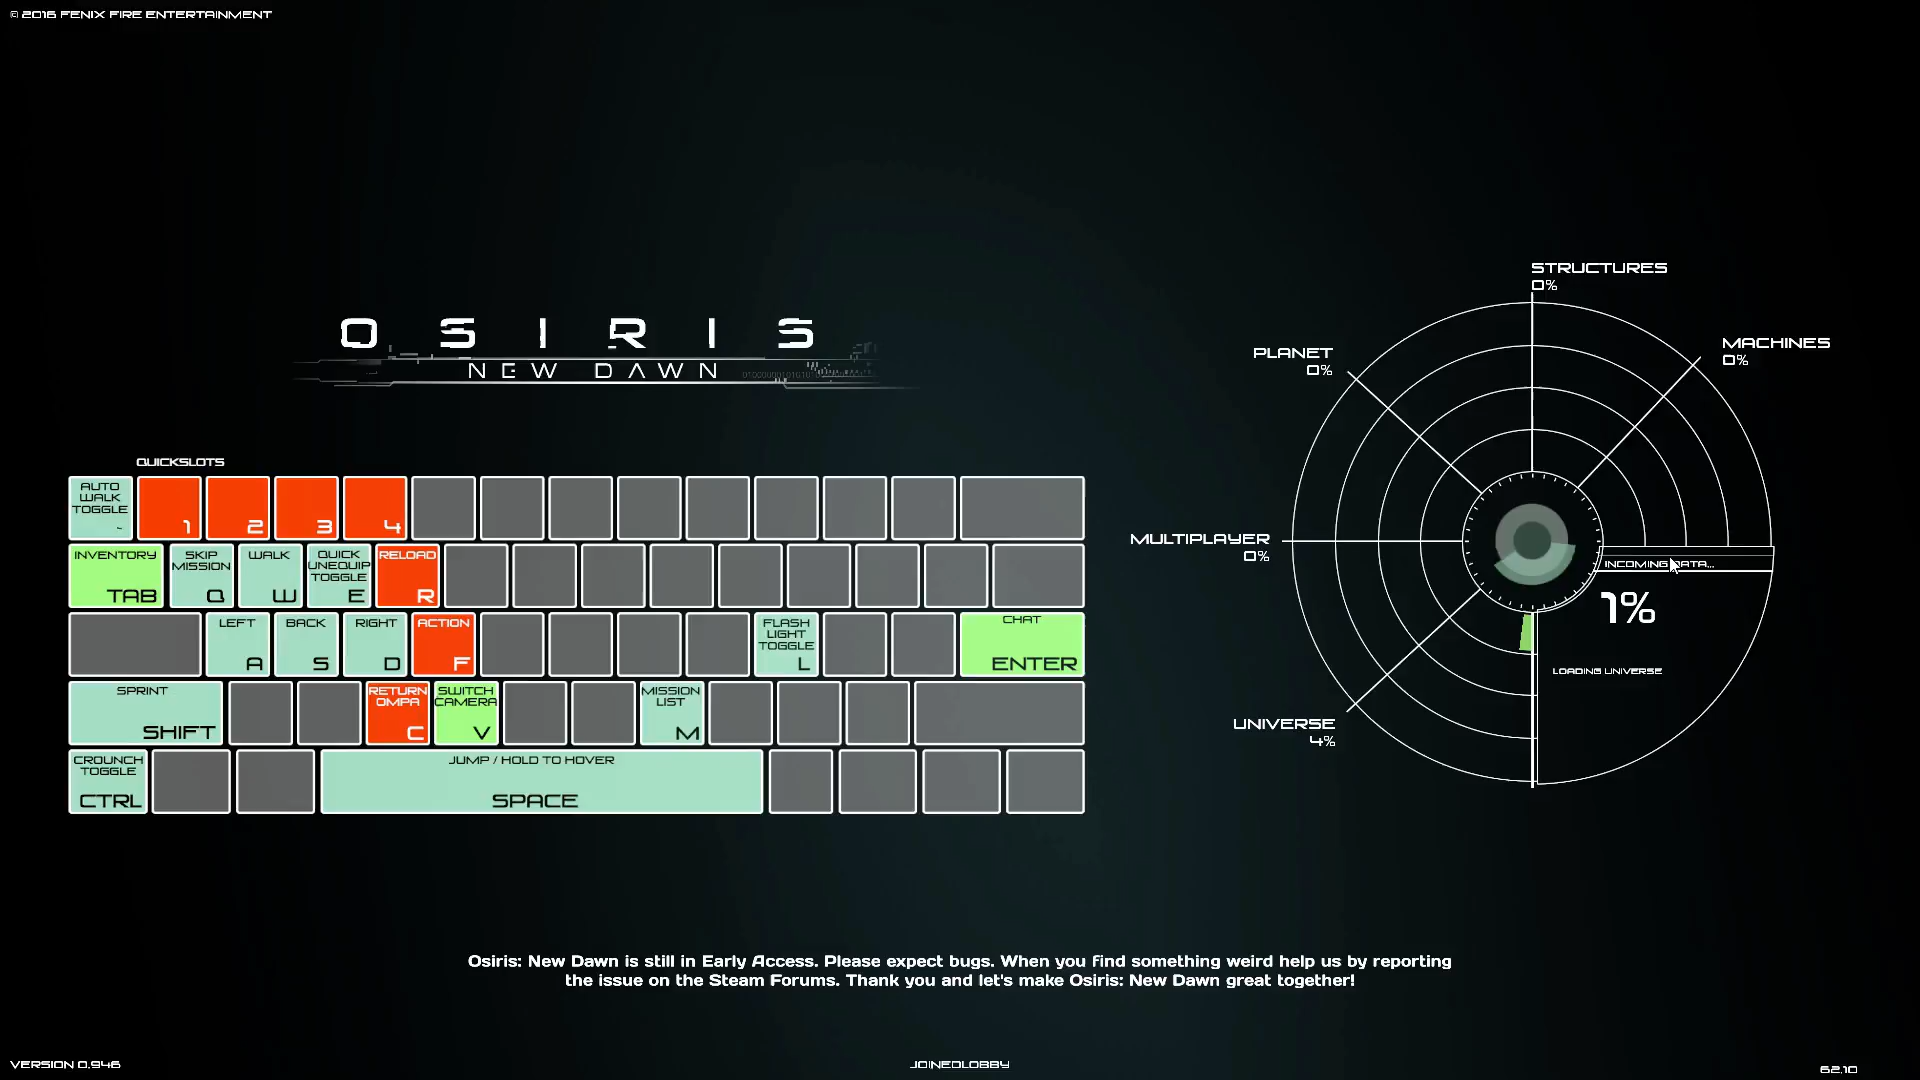 © 2016 FENIX FIRE ENTERTAINMENT
OSIRIS
NEW DAWN
STRUCTURES
0%
MACHINES
0%
PLANET
0%
MULTIPLAYER
0%
UNIVERSE
4%
INCOMING DATA...
1%
LOADING UNIVERSE
QUICKSLOTS
AUTO
WALK
TOGGLE
~
1
2
3
4
INVENTORY
TAB
SKIP
MISSION
Q
WALK
W
QUICK
UNEQUIP
TOGGLE
E
RELOAD
R
LEFT
A
BACK
S
RIGHT
D
ACTION
F
FLASH
LIGHT
TOGGLE
L
CHAT
ENTER
SPRINT
SHIFT
RETURN
OMPA
C
SWITCH
CAMERA
V
MISSION
LIST
M
CROUNCH
TOGGLE
CTRL
JUMP / HOLD TO HOVER
SPACE
Osiris: New Dawn is still in Early Access. Please expect bugs. When you find something weird help us by reporting
the issue on the Steam Forums. Thank you and let's make Osiris: New Dawn great together!
VERSION 0.946
JOINEDLOBBY
62.10